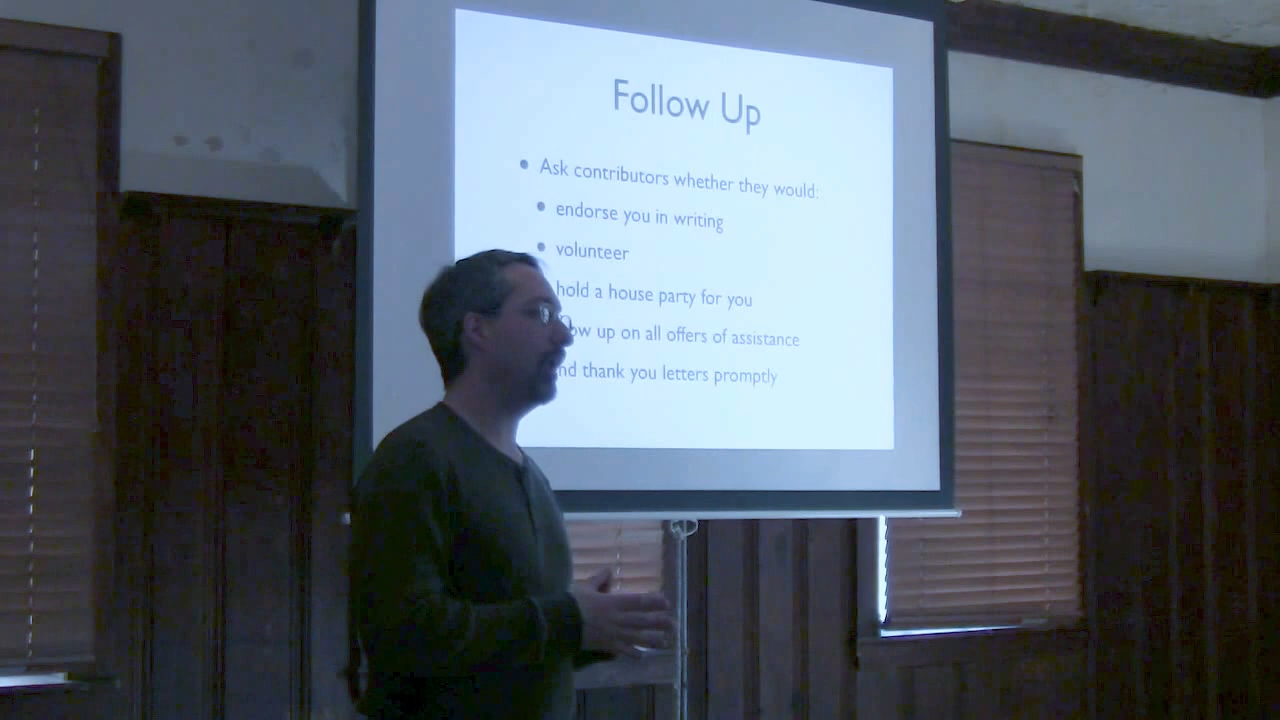 Follow Up
• Ask contributors whether they would:
• endorse you in writing
• volunteer
hold a house party for you
up on all offers of assistance
thank you letters promptly